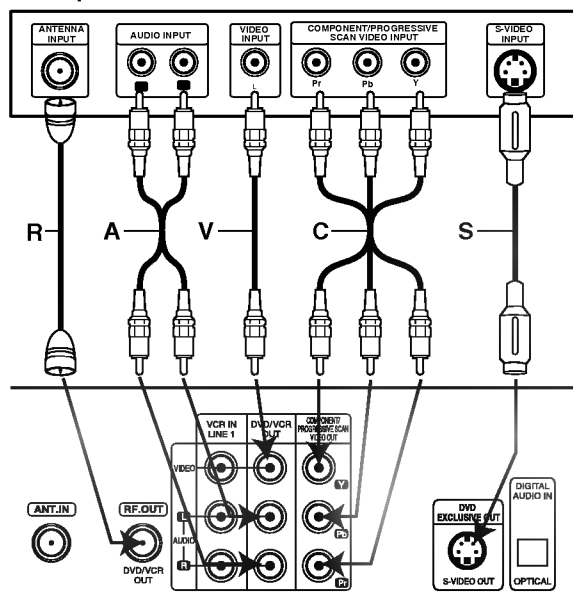 ANTENNA
INPUT
AUDIO INPUT
VIDEO
INPUT
L
COMPONENT/PROGRESSIVE
SCAN VIDEO INPUT
Pr
Pb
Y
S-VIDEO
INPUT
R
A
V
C
S
VCR IN
LINE 1
DVD/VCR
OUT
COMPONENT/
PROGRESSIVE SCAN
VIDEO OUT
VIDEO
Y
L
AUDIO
R
Pb
Pr
ANT.IN
RF.OUT
DVD/VCR
OUT
DVD
EXCLUSIVE OUT
S-VIDEO OUT
DIGITAL
AUDIO IN
OPTICAL